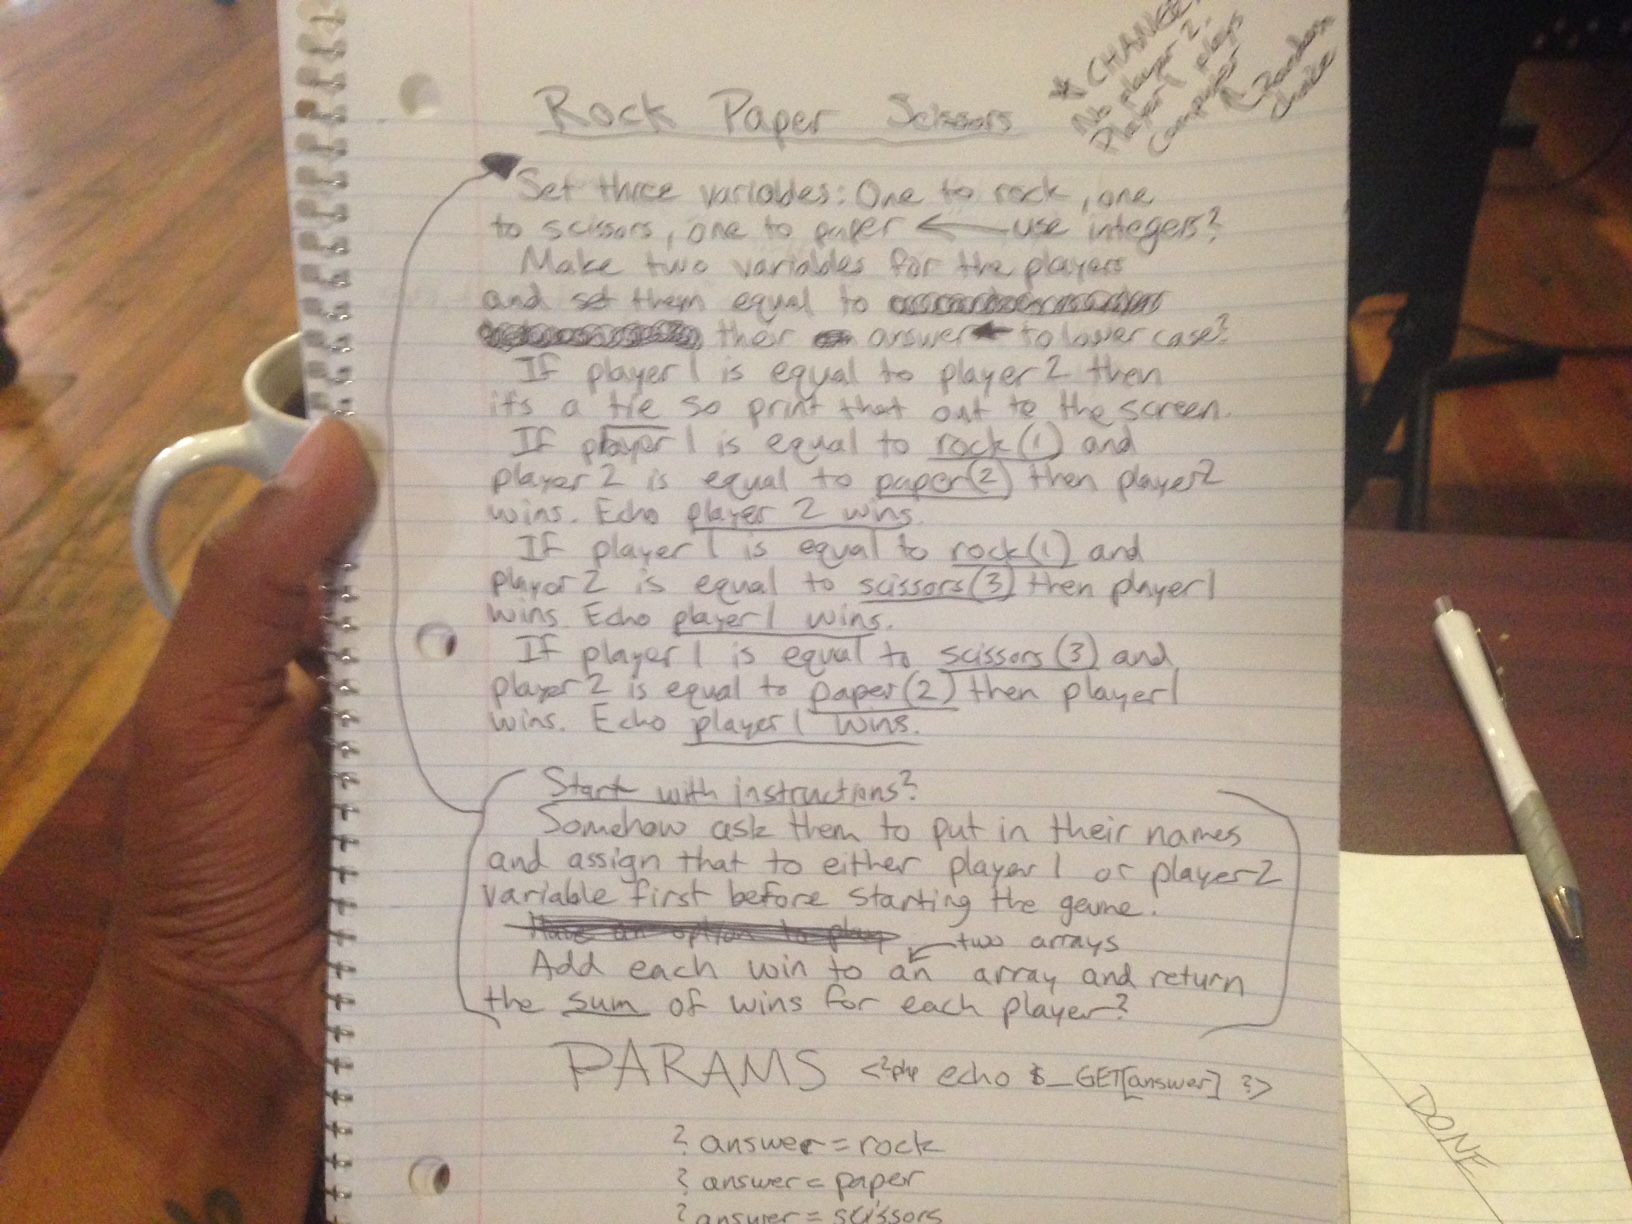 * CHANGE:
No player 2.
Player 1 plays
computer
Random
choice
Rock Paper Scissors
Set three variables: One to rock, one
to scissors, one to paper ← use integers?
Make two variables for the players
and set them equal to
their answer ← to lower case?
If player 1 is equal to player 2 then
it's a tie so print that out to the screen.
If player 1 is equal to rock(1) and
player 2 is equal to paper(2) then player 2
wins. Echo player 2 wins.
If player 1 is equal to rock(1) and
player 2 is equal to scissors(3) then player 1
wins. Echo player 1 wins.
If player 1 is equal to scissors(3) and
player 2 is equal to paper(2) then player 1
wins. Echo player 1 wins.
Start with instructions?
Somehow ask them to put in their names
and assign that to either player 1 or player 2
variable first before starting the game.
Have an option to play
two arrays
Add each win to an array and return
the sum of wins for each player?
PARAMS <?php echo $_GET[answer] ?>
? answer = rock
? answer = paper
? answer = scissors
DONE